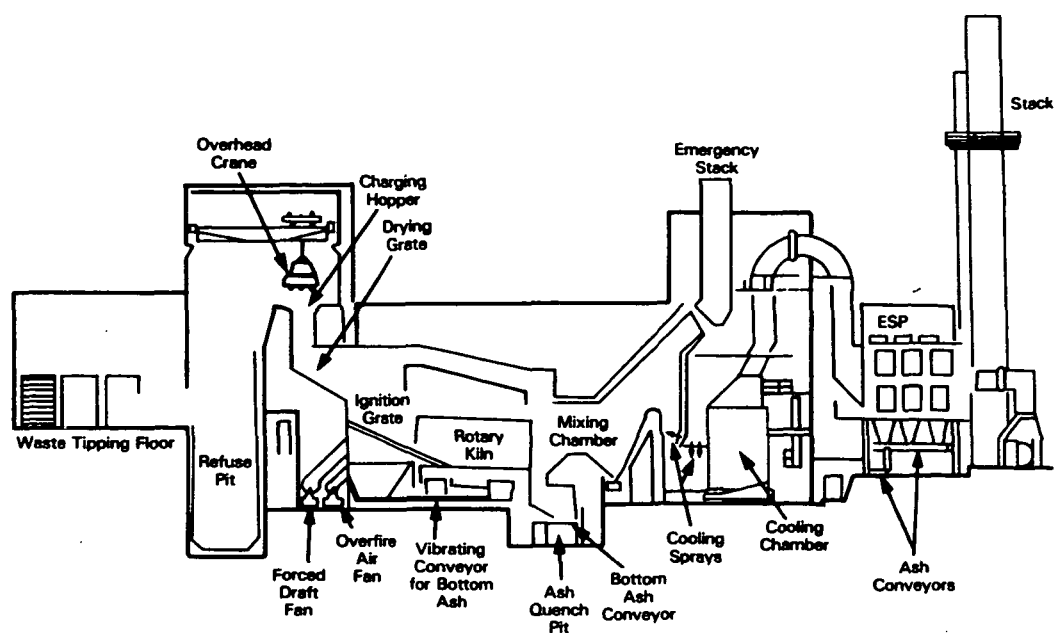 Stack
Overhead
Crane
Emergency
Stack
Charging
Hopper
Drying
Grate
ESP
Ignition
Grate
Mixing
Chamber
Rotary
Kiln
Waste Tipping Floor
Refuse
Pit
Forced
Draft
Fan
Overfire
Air
Fan
Vibrating
Conveyor
for Bottom
Ash
Ash
Quench
Pit
Bottom
Ash
Conveyor
Cooling
Sprays
Cooling
Chamber
Ash
Conveyors